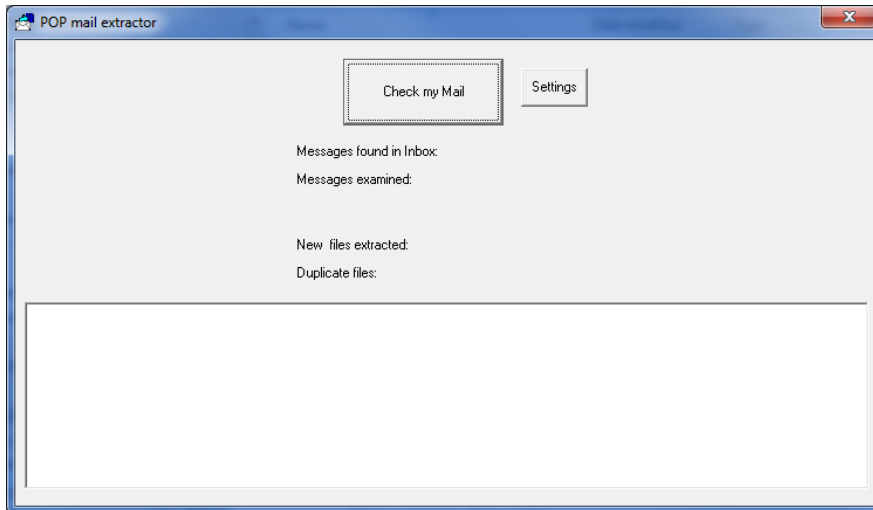 POP mail extractor
Check my Mail
Settings
Messages found in Inbox:
Messages examined:
New files extracted:
Duplicate files: